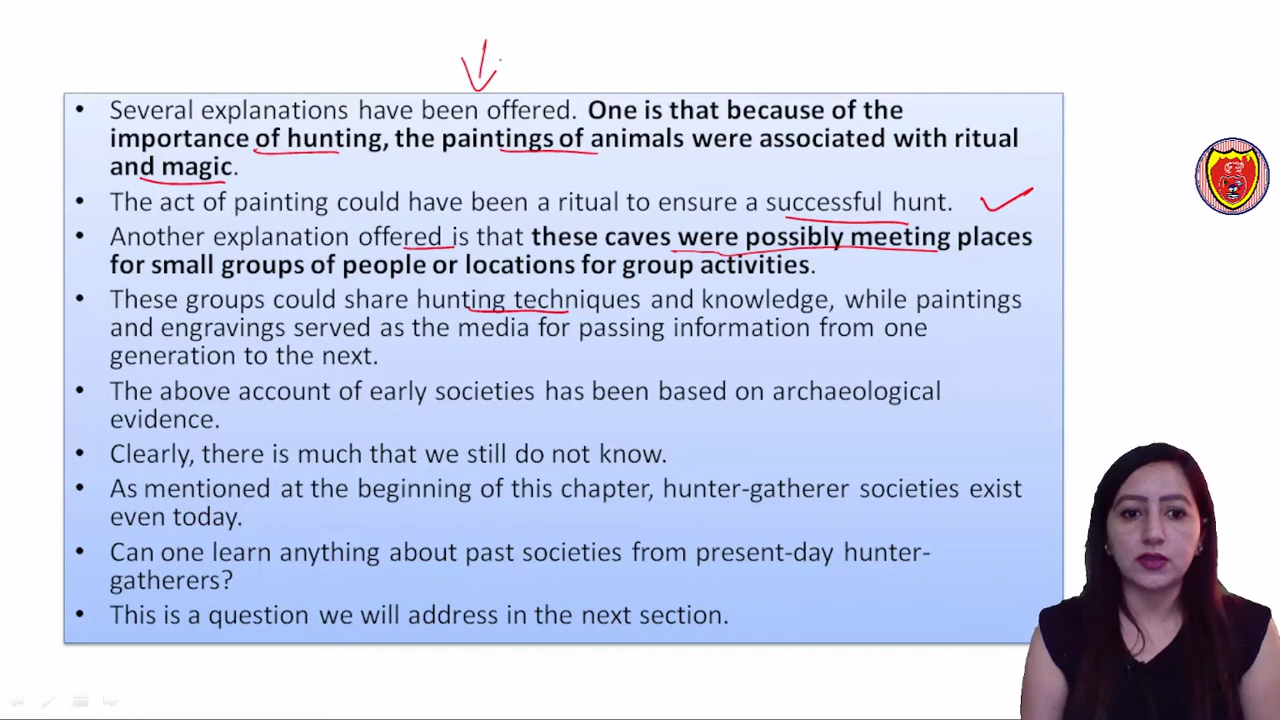 • Several explanations have been offered. One is that because of the
importance of hunting, the paintings of animals were associated with ritual
and magic.
• The act of painting could have been a ritual to ensure a successful hunt.
• Another explanation offered is that these caves were possibly meeting places
for small groups of people or locations for group activities.
• These groups could share hunting techniques and knowledge, while paintings
and engravings served as the media for passing information from one
generation to the next.
• The above account of early societies has been based on archaeological
evidence.
• Clearly, there is much that we still do not know.
• As mentioned at the beginning of this chapter, hunter-gatherer societies exist
even today.
• Can one learn anything about past societies from present-day hunter-
gatherers?
• This is a question we will address in the next section.